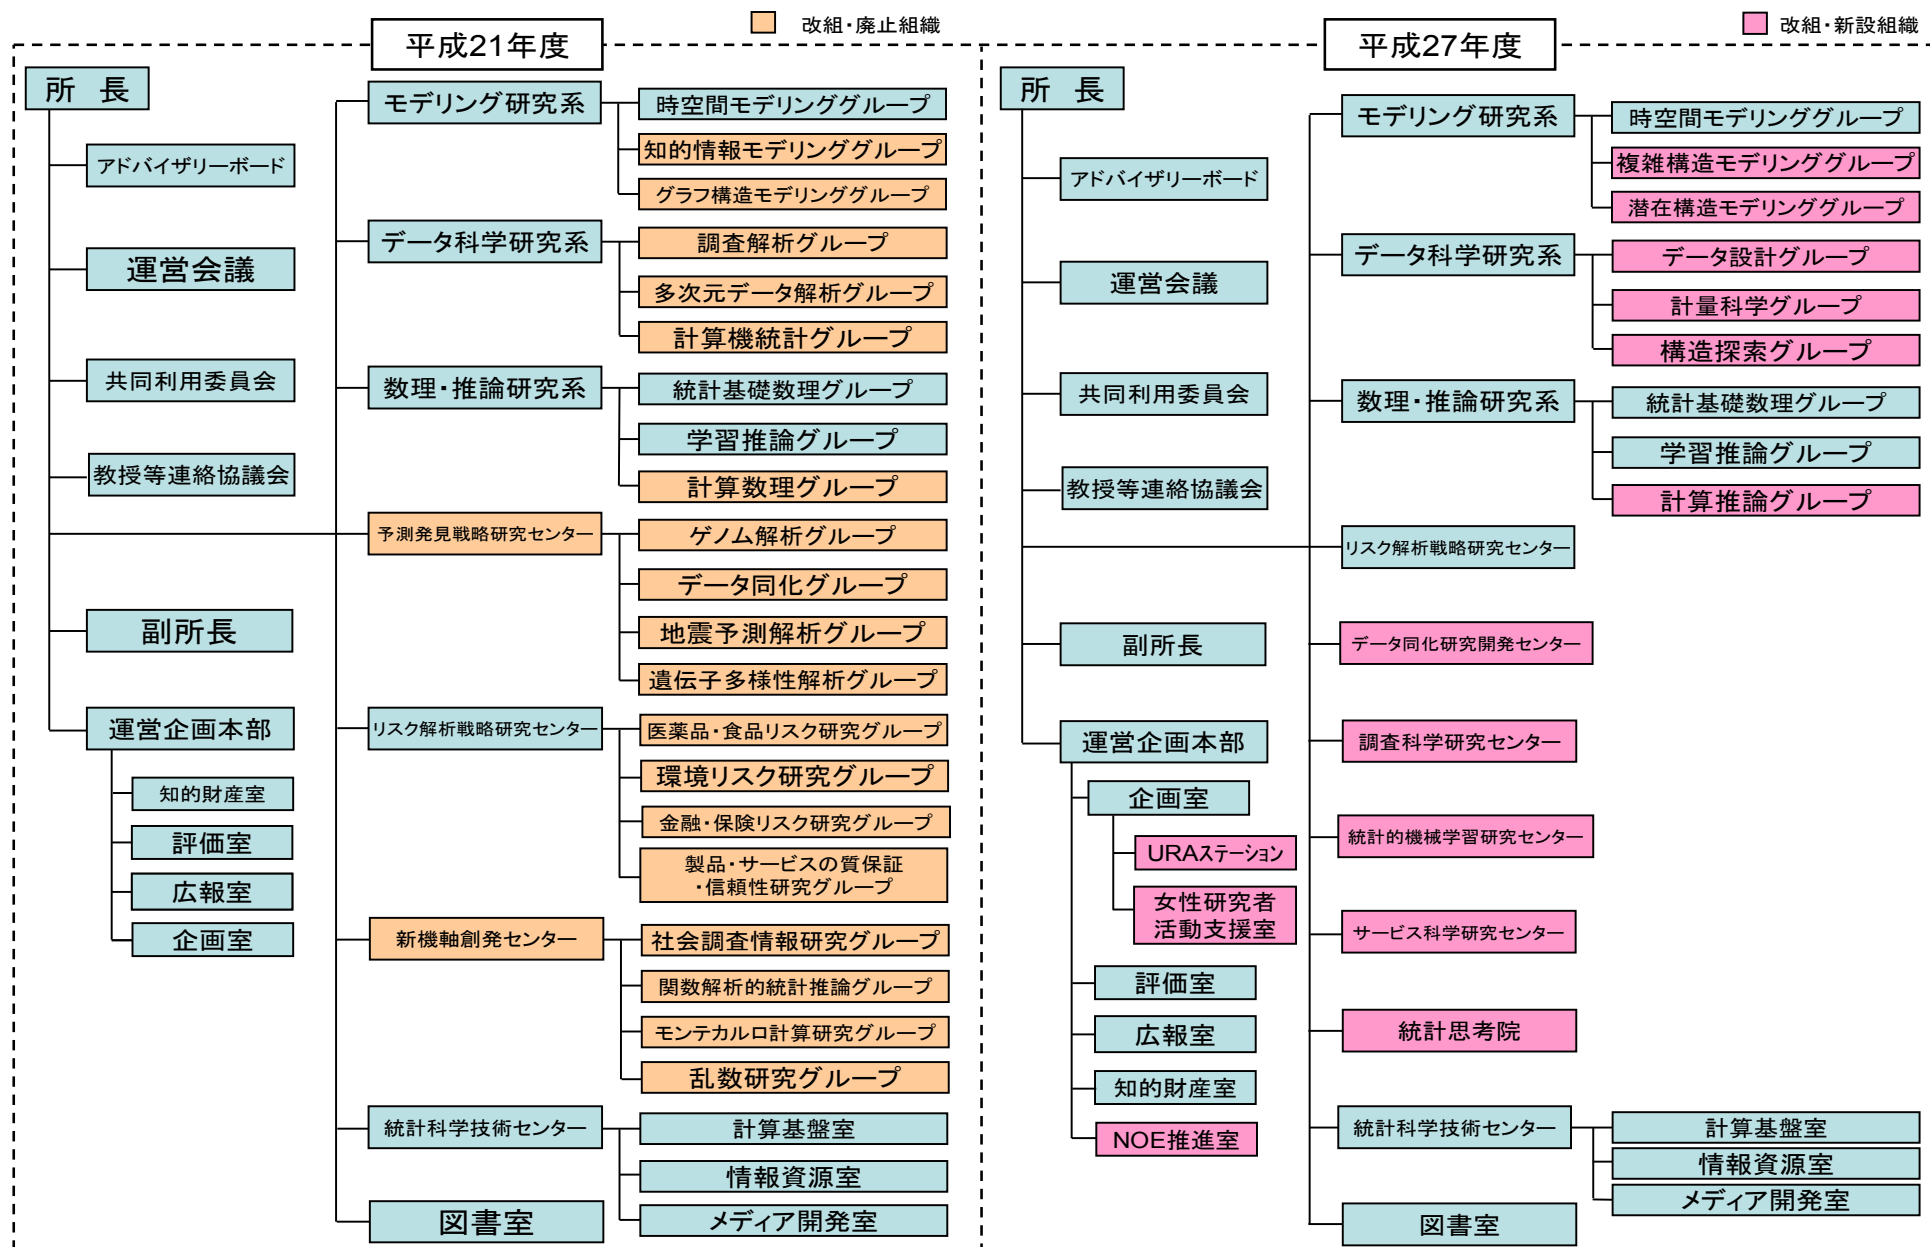 平成21年度
改組・廃止組織
所　長
アドバイザリーボード
運営会議
共同利用委員会
教授等連絡協議会
副所長
運営企画本部
知的財産室
評価室
広報室
企画室
モデリング研究系
時空間モデリンググループ
知的情報モデリンググループ
グラフ構造モデリンググループ
データ科学研究系
調査解析グループ
多次元データ解析グループ
計算機統計グループ
数理・推論研究系
統計基礎数理グループ
学習推論グループ
計算数理グループ
予測発見戦略研究センター
ゲノム解析グループ
データ同化グループ
地震予測解析グループ
遺伝子多様性解析グループ
リスク解析戦略研究センター
医薬品・食品リスク研究グループ
環境リスク研究グループ
金融・保険リスク研究グループ
製品・サービスの質保証
・信頼性研究グループ
新機軸創発センター
社会調査情報研究グループ
関数解析的統計推論グループ
モンテカルロ計算研究グループ
乱数研究グループ
統計科学技術センター
計算基盤室
情報資源室
メディア開発室
図書室
平成27年度
改組・新設組織
所　長
アドバイザリーボード
運営会議
共同利用委員会
教授等連絡協議会
副所長
運営企画本部
企画室
URAステーション
女性研究者
活動支援室
評価室
広報室
知的財産室
NOE推進室
モデリング研究系
時空間モデリンググループ
複雑構造モデリンググループ
潜在構造モデリンググループ
データ科学研究系
データ設計グループ
計量科学グループ
構造探索グループ
数理・推論研究系
統計基礎数理グループ
学習推論グループ
計算推論グループ
リスク解析戦略研究センター
データ同化研究開発センター
調査科学研究センター
統計的機械学習研究センター
サービス科学研究センター
統計思考院
統計科学技術センター
計算基盤室
情報資源室
メディア開発室
図書室